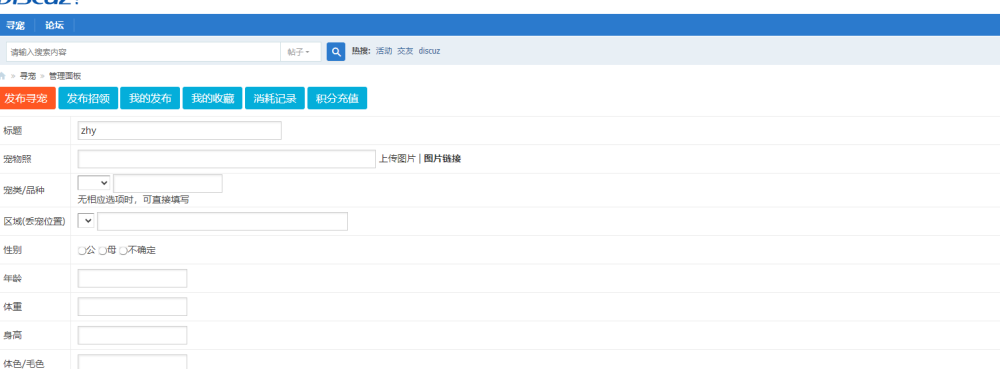 Discuz!
寻宠 论坛
请输入搜索内容 帖子 热搜: 活动 交友 discuz
» 寻宠 » 管理面板
发布寻宠 发布招领 我的发布 我的收藏 消耗记录 积分充值
标题 zhy
宠物照 上传图片 | 图片链接
宠类/品种
无相应选项时，可直接填写
区域(丢宠位置)
性别 公 母 不确定
年龄
体重
身高
体色/毛色